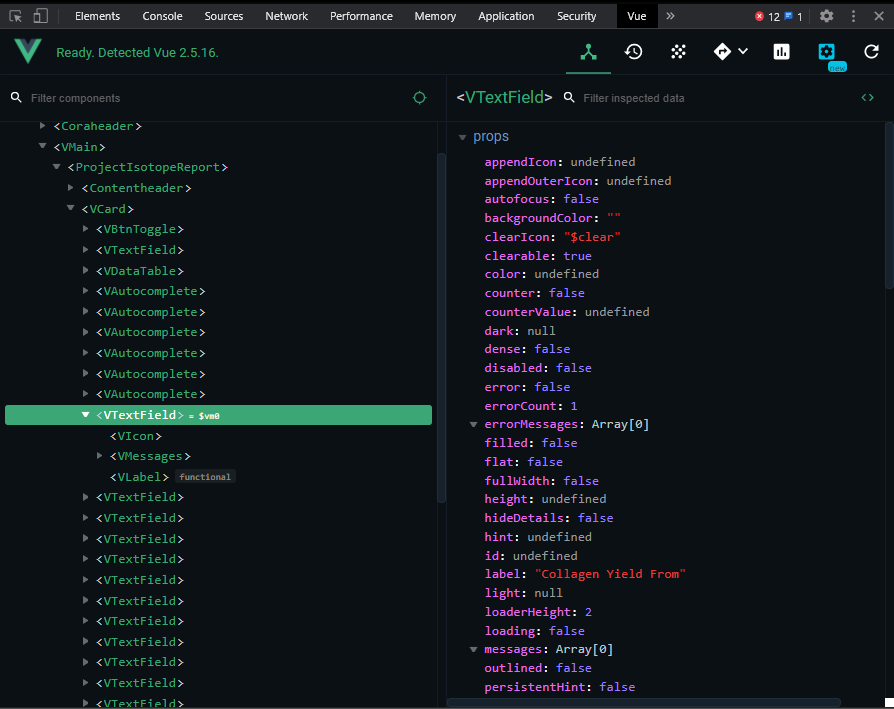 Elements Console Sources Network Performance Memory Application Security Vue » 12 1
Ready. Detected Vue 2.5.16.
new
Filter components
<Coraheader>
<VMain>
<ProjectIsotopeReport>
<Contentheader>
<VCard>
<VBtnToggle>
<VTextField>
<VDataTable>
<VAutocomplete>
<VAutocomplete>
<VAutocomplete>
<VAutocomplete>
<VAutocomplete>
<VAutocomplete>
<VTextField> = $vm0
<VIcon>
<VMessages>
<VLabel> functional
<VTextField>
<VTextField>
<VTextField>
<VTextField>
<VTextField>
<VTextField>
<VTextField>
<VTextField>
<VTextField>
<VTextField>
<VTextField>
<VTextField> Filter inspected data <>
props
appendIcon: undefined
appendOuterIcon: undefined
autofocus: false
backgroundColor: ""
clearIcon: "$clear"
clearable: true
color: undefined
counter: false
counterValue: undefined
dark: null
dense: false
disabled: false
error: false
errorCount: 1
errorMessages: Array[0]
filled: false
flat: false
fullWidth: false
height: undefined
hideDetails: false
hint: undefined
id: undefined
label: "Collagen Yield From"
light: null
loaderHeight: 2
loading: false
messages: Array[0]
outlined: false
persistentHint: false